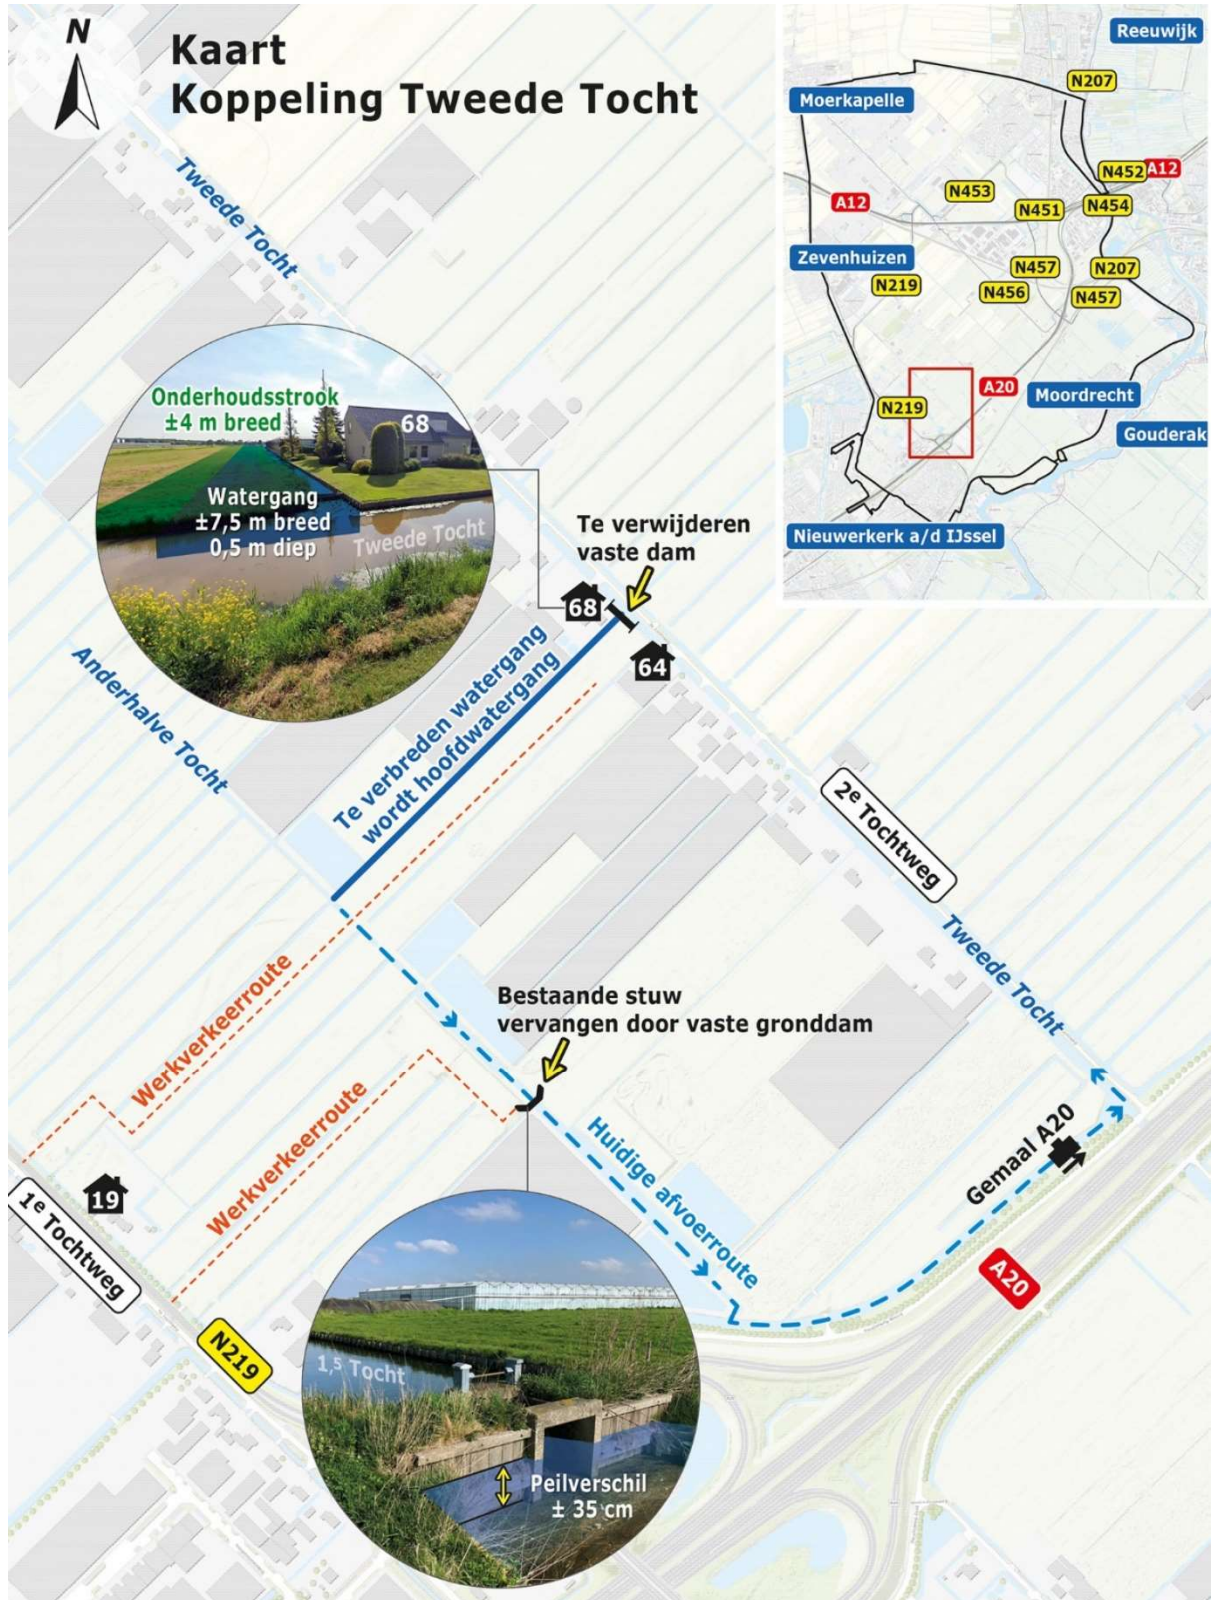 N
Kaart
Koppeling Tweede Tocht
Reeuwijk
N207
Moerkapelle
N452
A12
N453
A12
N451
N454
Zevenhuizen
N457
N207
N219
N456
N457
A20
Moordrecht
N219
Gouderak
Nieuwerkerk a/d IJssel
Tweede Tocht
Onderhoudsstrook
±4 m breed
68
Watergang
±7,5 m breed
0,5 m diep
Tweede Tocht
Te verwijderen
vaste dam
68
64
Anderhalve Tocht
Te verbreden watergang
wordt hoofdwatergang
2e Tochtweg
Tweede Tocht
Werkverkeerroute
Bestaande stuw
vervangen door vaste gronddam
Werkverkeerroute
Huidige afvoerroute
Gemaal A20
19
1e Tochtweg
A20
N219
1,5 Tocht
Peilverschil
± 35 cm